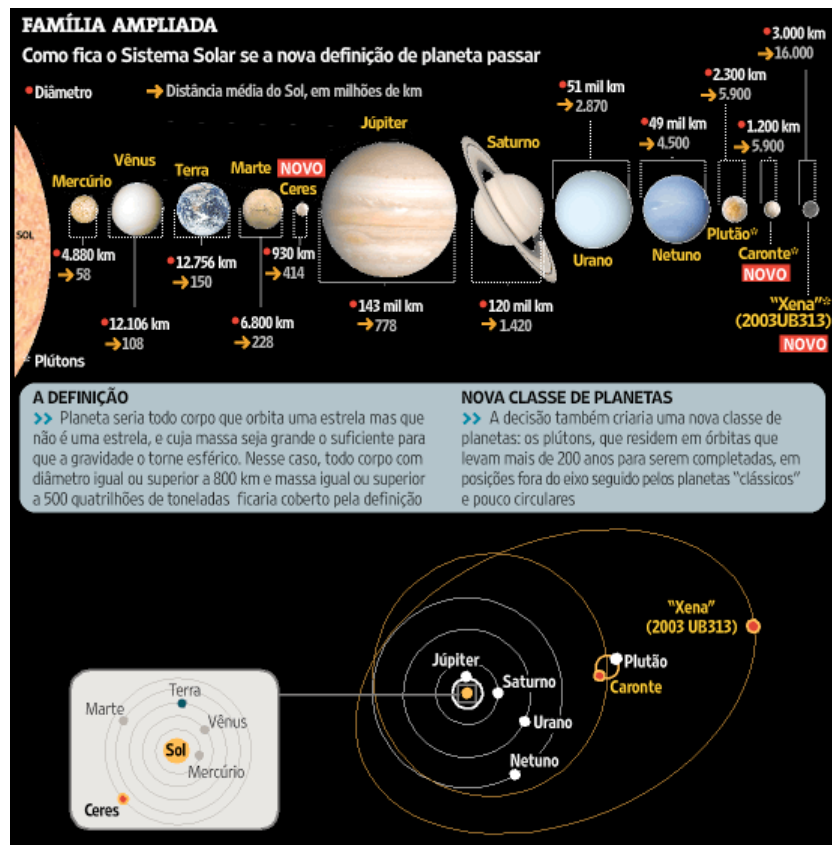 FAMÍLIA AMPLIADA
Como fica o Sistema Solar se a nova definição de planeta passar
•Diâmetro
→Distância média do Sol, em milhões de km
SOL
Mercúrio
•4.880 km
→58
Vênus
•12.106 km
→108
Terra
•12.756 km
→150
Marte
•6.800 km
→228
NOVO
Ceres
•930 km
→414
Júpiter
•143 mil km
→778
Saturno
•120 mil km
→1.420
•51 mil km
→2.870
Urano
•49 mil km
→4.500
Netuno
•2.300 km
→5.900
Plutão*
•1.200 km
→5.900
Caronte*
NOVO
•3.000 km
→16.000
"Xena"*
(2003UB313)
NOVO
* Plútons
A DEFINIÇÃO
>> Planeta seria todo corpo que orbita uma estrela mas que
não é uma estrela, e cuja massa seja grande o suficiente para
que a gravidade o torne esférico. Nesse caso, todo corpo com
diâmetro igual ou superior a 800 km e massa igual ou superior
a 500 quatrilhões de toneladas ficaria coberto pela definição
NOVA CLASSE DE PLANETAS
>> A decisão também criaria uma nova classe de
planetas: os plútons, que residem em órbitas que
levam mais de 200 anos para serem completadas, em
posições fora do eixo seguido pelos planetas "clássicos"
e pouco circulares
"Xena"
(2003 UB313)
Júpiter
Saturno
Plutão
Caronte
Urano
Netuno
Terra
Marte
Vênus
Sol
Mercúrio
Ceres